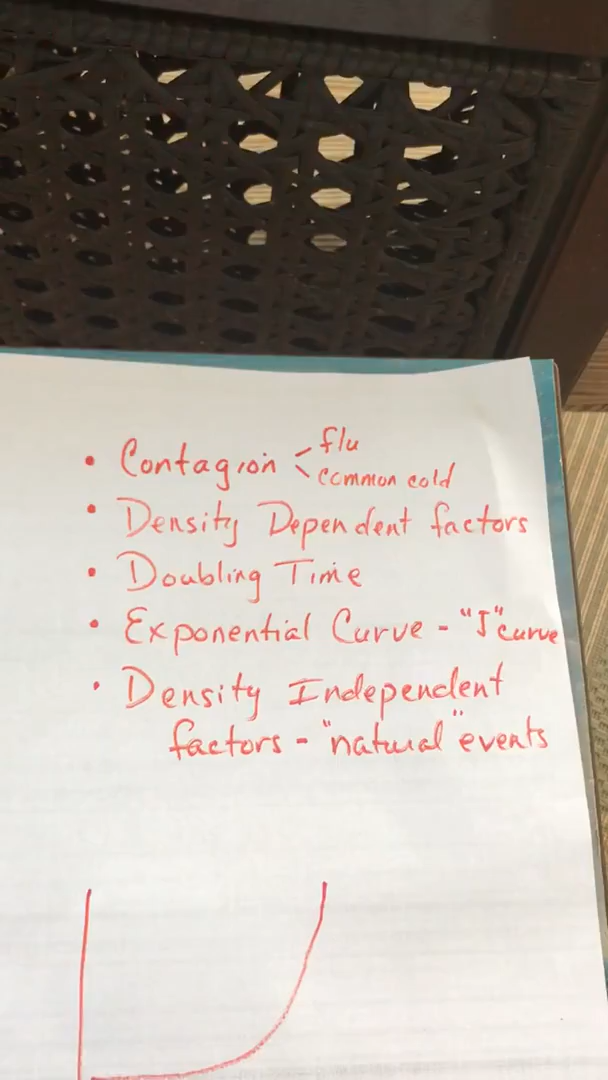 • Contagion < flu
common cold
• Density Dependent factors
• Doubling Time
• Exponential Curve - "J" curve
• Density Independent
factors - "natural" events